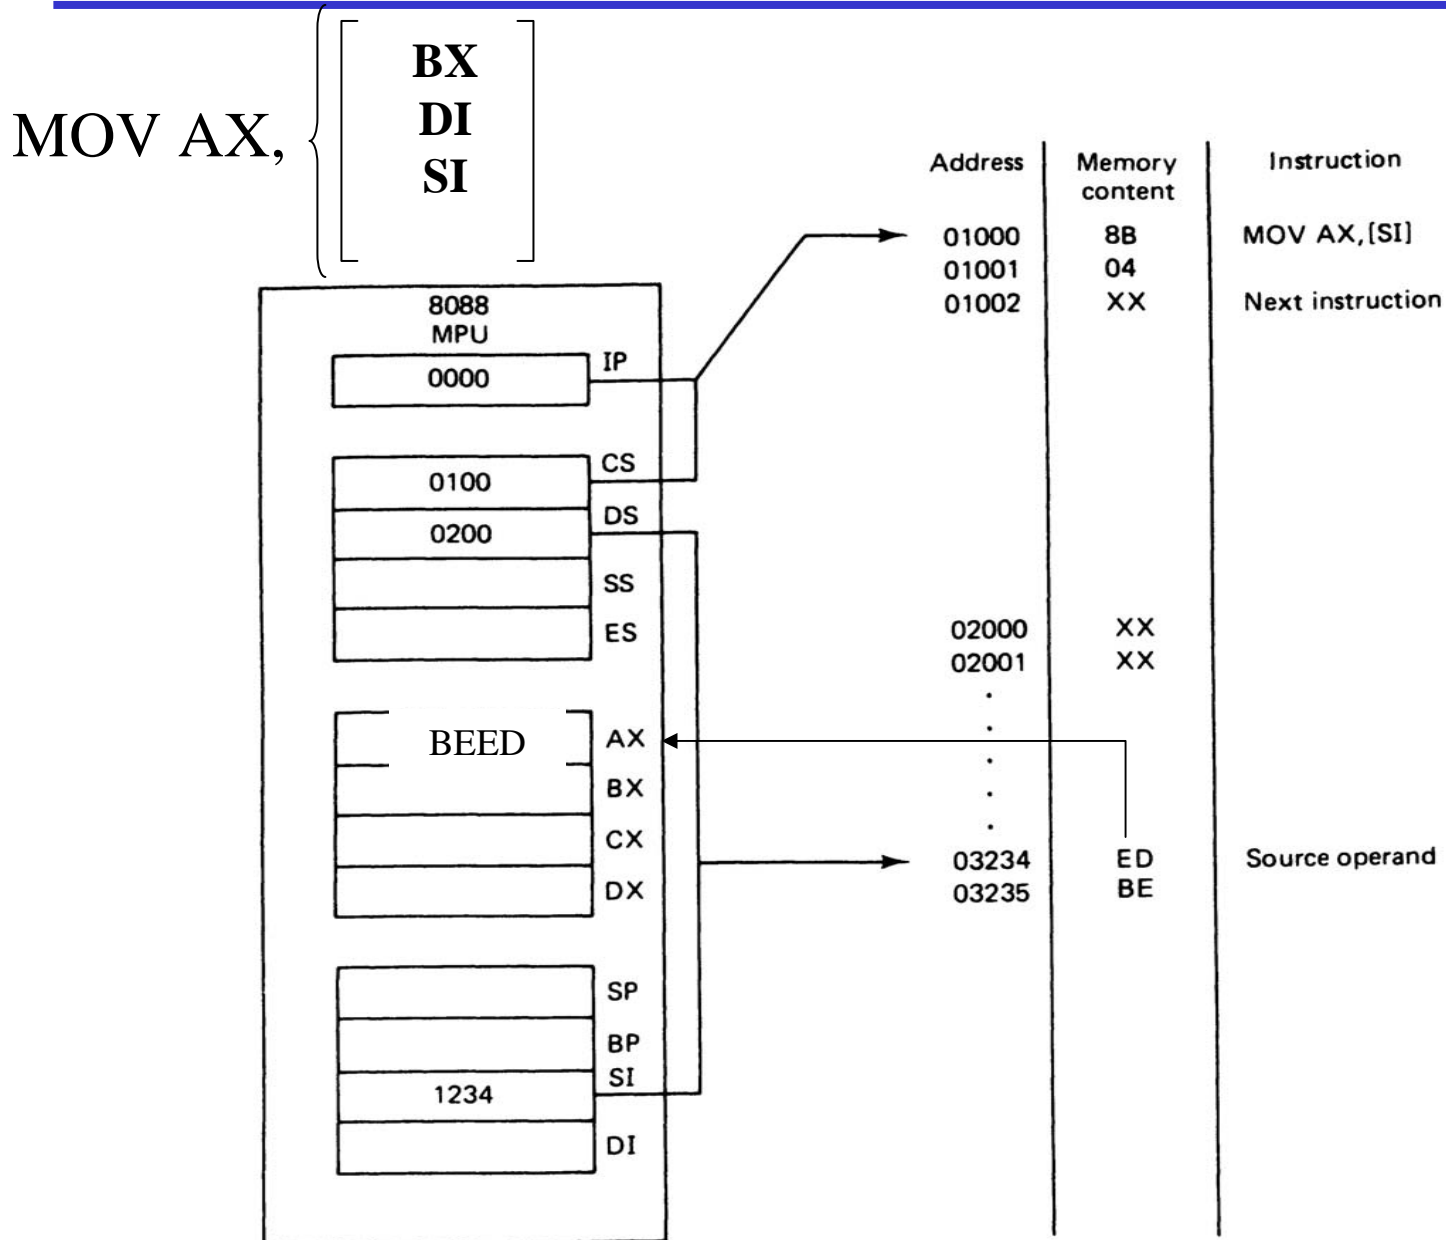 MOV AX,
BX
DI
SI
8088
MPU
0000 IP
0100 CS
0200 DS
SS
ES
BEED AX
BX
CX
DX
SP
BP
1234 SI
DI
Address Memory content Instruction
01000 8B MOV AX,[SI]
01001 04
01002 XX Next instruction
02000 XX
02001 XX
03234 ED Source operand
03235 BE